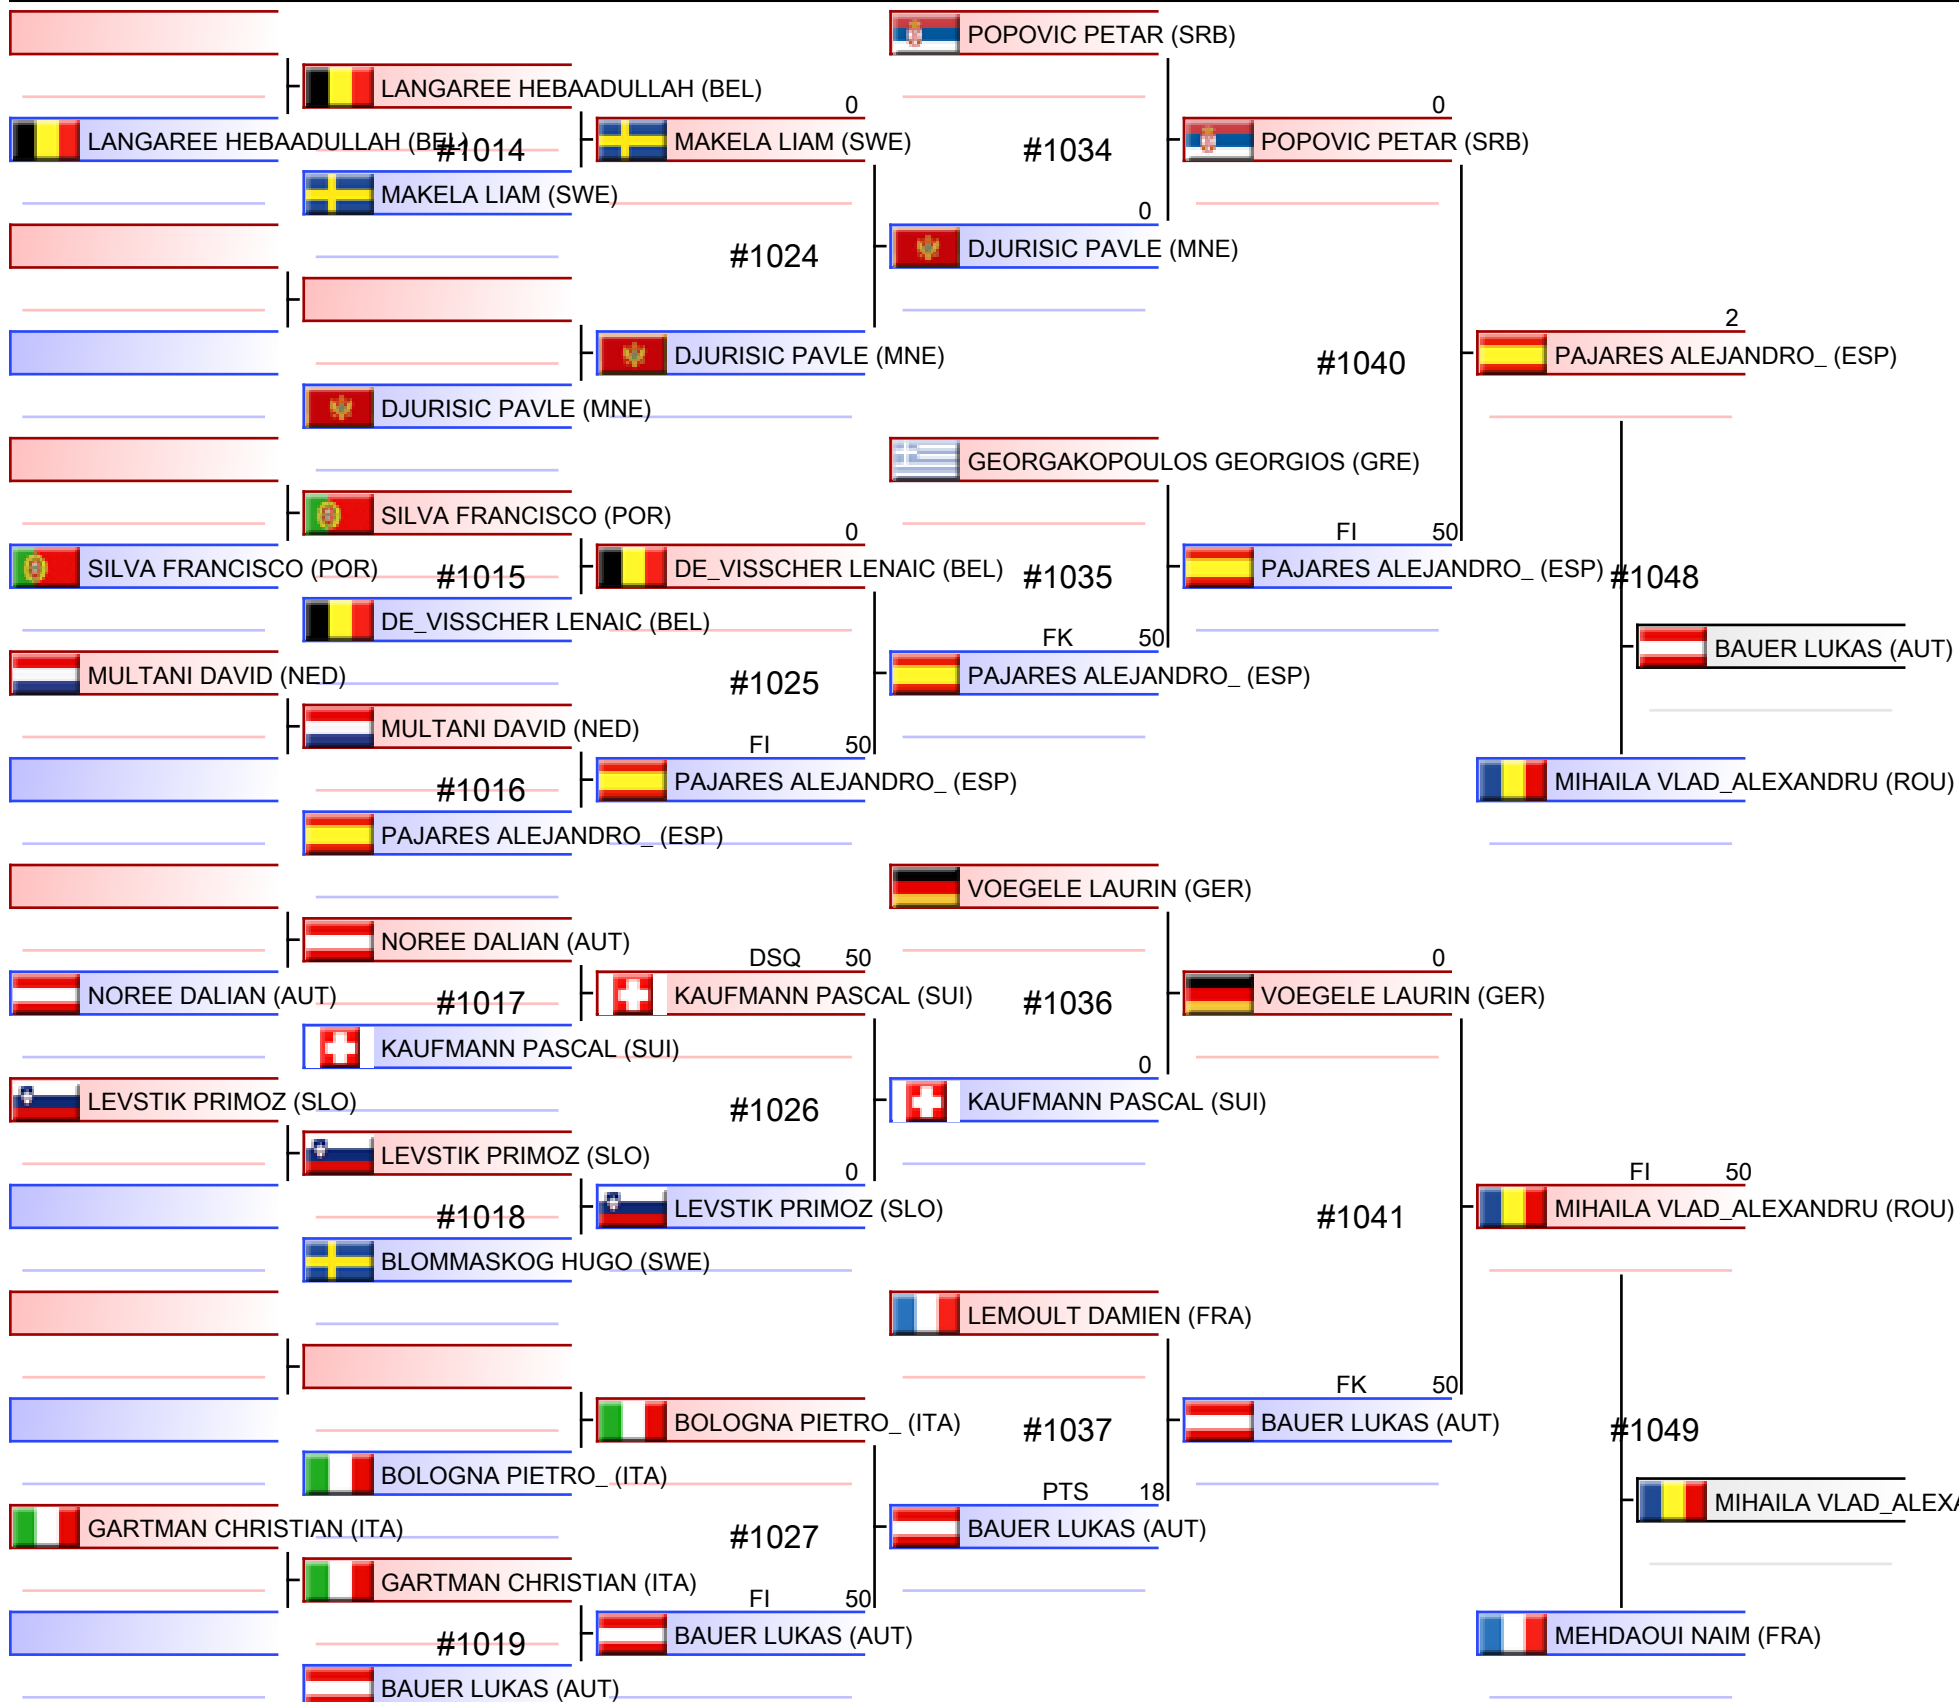 POPOVIC PETAR (SRB)
LANGAREE HEBAADULLAH (BEL)
0
0
LANGAREE HEBAADULLAH (BEL)
#1014
MAKELA LIAM (SWE)
#1034
POPOVIC PETAR (SRB)
MAKELA LIAM (SWE)
0
#1024
DJURISIC PAVLE (MNE)
2
DJURISIC PAVLE (MNE)
#1040
PAJARES ALEJANDRO_ (ESP)
DJURISIC PAVLE (MNE)
GEORGAKOPOULOS GEORGIOS (GRE)
SILVA FRANCISCO (POR)
0
FI 50
SILVA FRANCISCO (POR)
#1015
DE_VISSCHER LENAIC (BEL)
#1035
PAJARES ALEJANDRO_ (ESP)
#1048
DE_VISSCHER LENAIC (BEL)
FK 50
BAUER LUKAS (AUT)
MULTANI DAVID (NED)
#1025
PAJARES ALEJANDRO_ (ESP)
MULTANI DAVID (NED)
FI 50
#1016
PAJARES ALEJANDRO_ (ESP)
MIHAILA VLAD_ALEXANDRU (ROU)
PAJARES ALEJANDRO_ (ESP)
VOEGELE LAURIN (GER)
NOREE DALIAN (AUT)
DSQ 50
0
NOREE DALIAN (AUT)
#1017
KAUFMANN PASCAL (SUI)
#1036
VOEGELE LAURIN (GER)
KAUFMANN PASCAL (SUI)
0
LEVSTIK PRIMOZ (SLO)
#1026
KAUFMANN PASCAL (SUI)
LEVSTIK PRIMOZ (SLO)
0
FI 50
#1018
LEVSTIK PRIMOZ (SLO)
#1041
MIHAILA VLAD_ALEXANDRU (ROU)
BLOMMASKOG HUGO (SWE)
LEMOULT DAMIEN (FRA)
FK 50
BOLOGNA PIETRO_ (ITA)
#1037
BAUER LUKAS (AUT)
#1049
BOLOGNA PIETRO_ (ITA)
PTS 18
MIHAILA VLAD_ALEXA
GARTMAN CHRISTIAN (ITA)
#1027
BAUER LUKAS (AUT)
GARTMAN CHRISTIAN (ITA)
FI 50
#1019
BAUER LUKAS (AUT)
MEHDAOUI NAIM (FRA)
BAUER LUKAS (AUT)